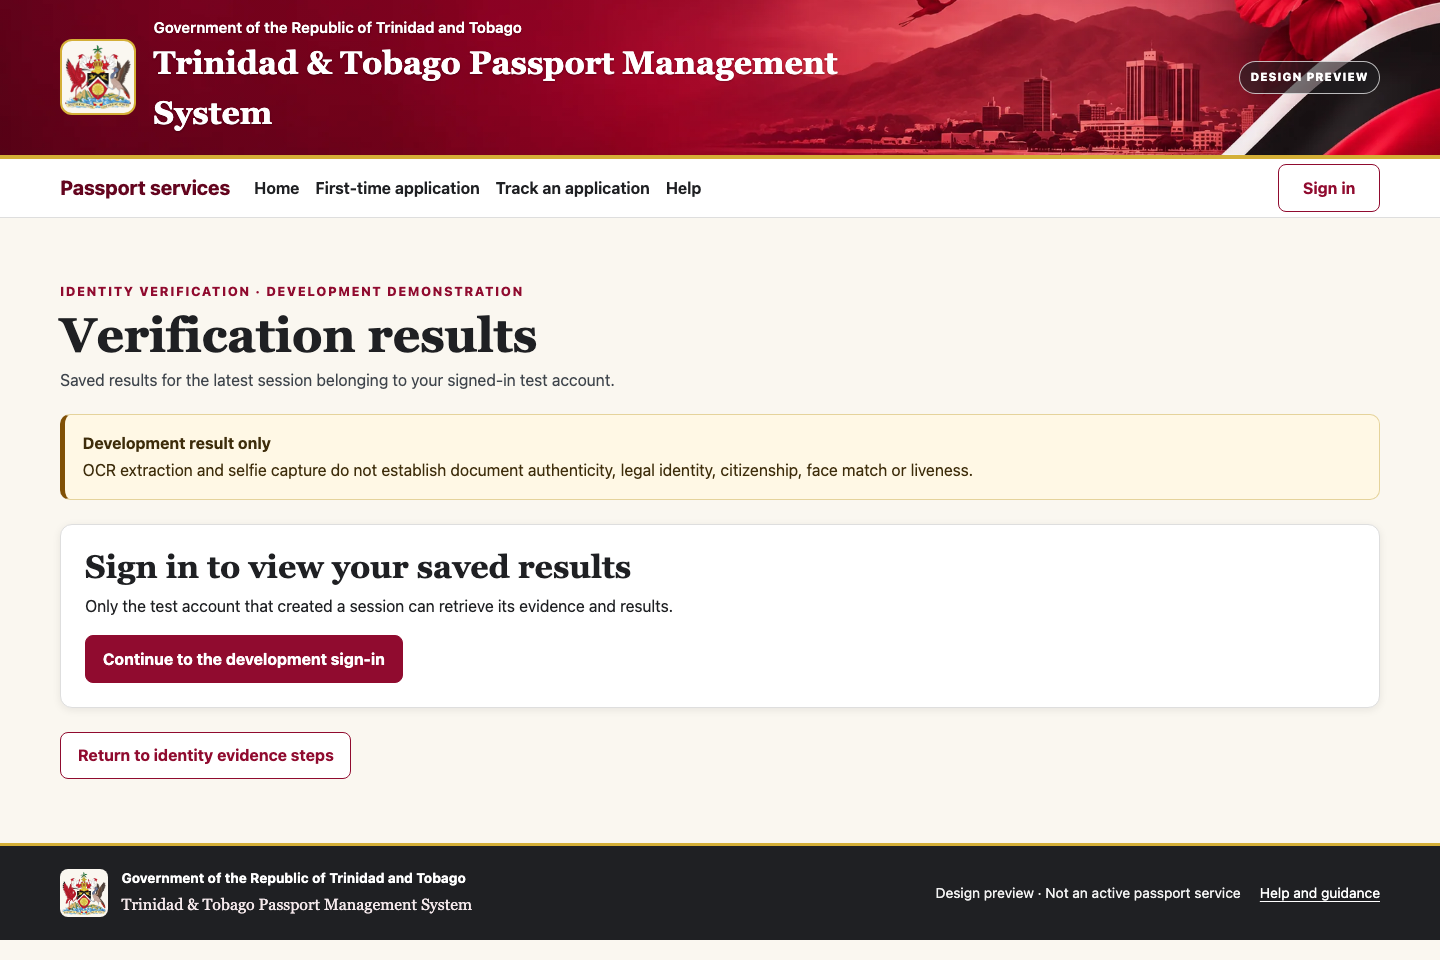 Government of the Republic of Trinidad and Tobago
Trinidad & Tobago Passport Management
System
DESIGN PREVIEW
Passport services
Home
First-time application
Track an application
Help
Sign in
IDENTITY VERIFICATION · DEVELOPMENT DEMONSTRATION
Verification results
Saved results for the latest session belonging to your signed-in test account.
Development result only
OCR extraction and selfie capture do not establish document authenticity, legal identity, citizenship, face match or liveness.
Sign in to view your saved results
Only the test account that created a session can retrieve its evidence and results.
Continue to the development sign-in
Return to identity evidence steps
Government of the Republic of Trinidad and Tobago
Trinidad & Tobago Passport Management System
Design preview · Not an active passport service
Help and guidance